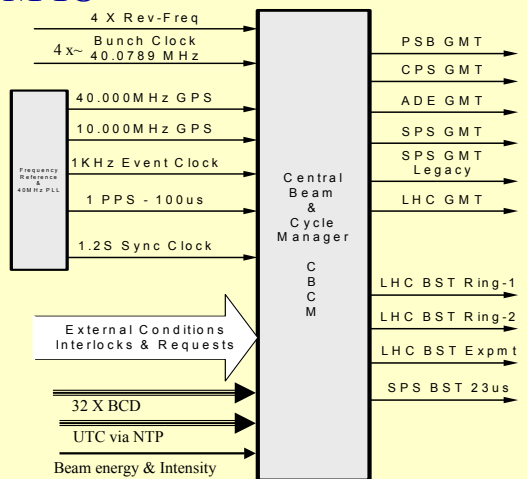 4 X Rev-Freq
4 x~ Bunch Clock
40.0789 MHz
40.000MHz GPS
10.000MHz GPS
1KHz Event Clock
1 PPS - 100us
1.2S Sync Clock
Frequency
Reference
&
40MHz PLL
External Conditions
Interlocks & Requests
32 X BCD
UTC via NTP
Beam energy & Intensity
Central
Beam
&
Cycle
Manager
C
B
C
M
PSB GMT
CPS GMT
ADE GMT
SPS GMT
SPS GMT
Legacy
LHC GMT
LHC BST Ring-1
LHC BST Ring-2
LHC BST Expmt
SPS BST 23us